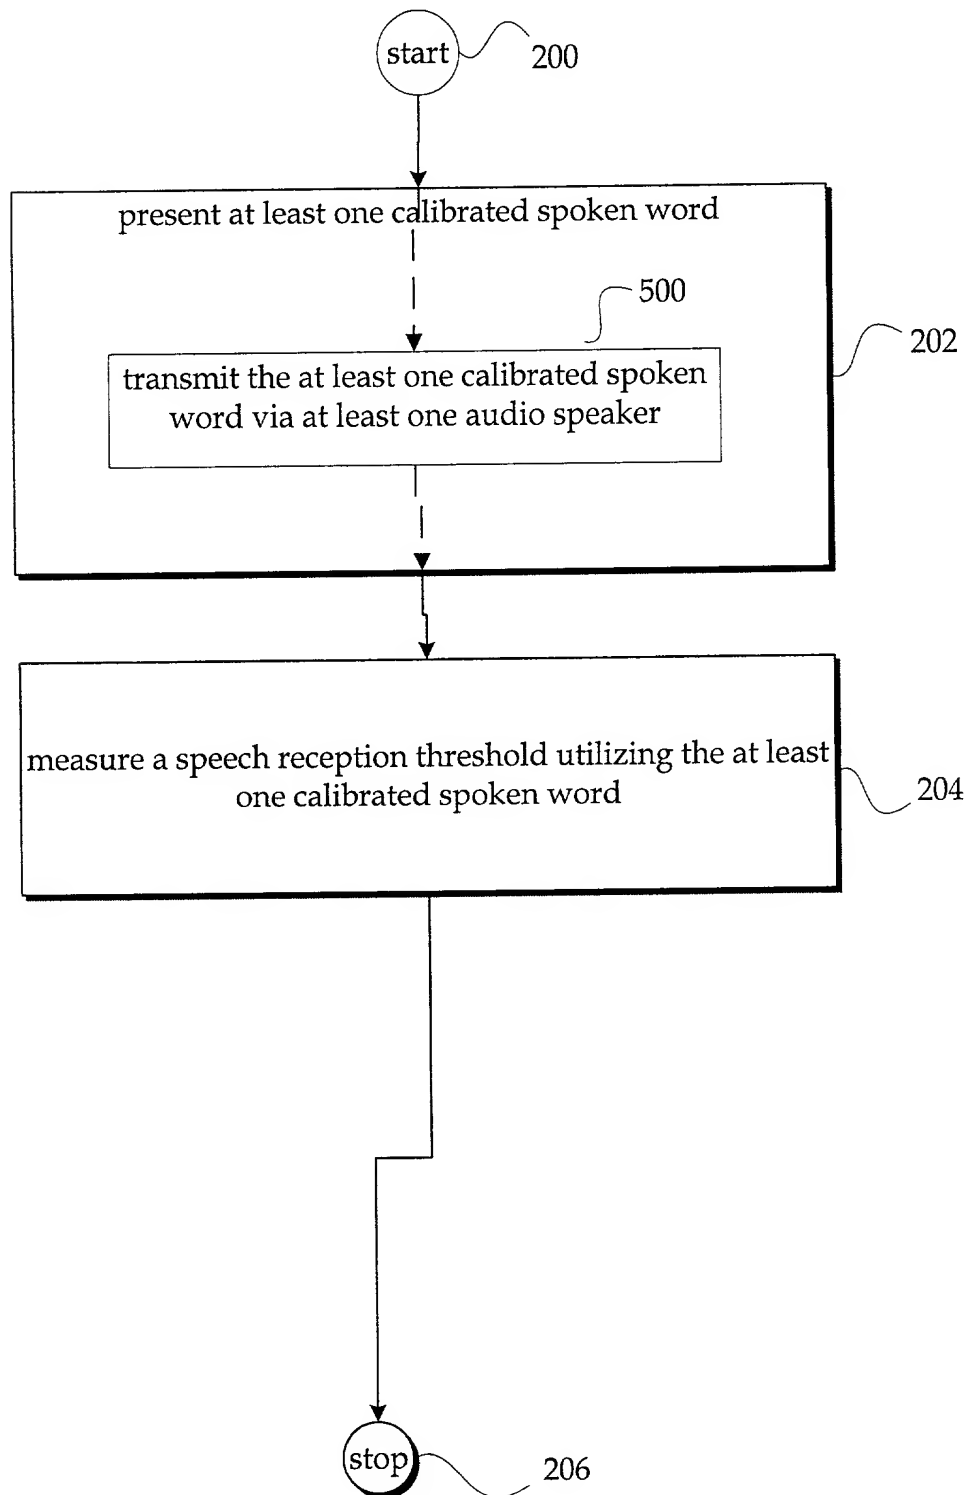 start
200
present at least one calibrated spoken word
500
202
transmit the at least one calibrated spoken
word via at least one audio speaker
measure a speech reception threshold utilizing the at least
one calibrated spoken word
204
stop
206